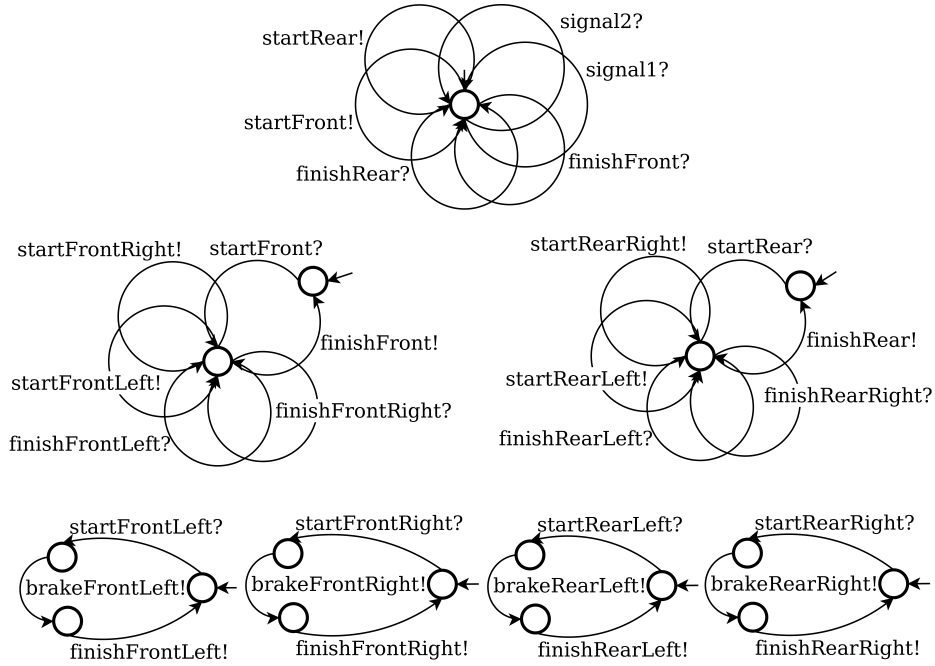 signal2?
startRear!
signal1?
startFront!
finishFront?
finishRear?
startFrontRight! startFront?
finishFront!
startFrontLeft!
finishFrontRight?
finishFrontLeft?
startRearRight! startRear?
finishRear!
startRearLeft!
finishRearRight?
finishRearLeft?
startFrontLeft?
brakeFrontLeft!
finishFrontLeft!
startFrontRight?
brakeFrontRight!
finishFrontRight!
startRearLeft?
brakeRearLeft!
finishRearLeft!
startRearRight?
brakeRearRight!
finishRearRight!